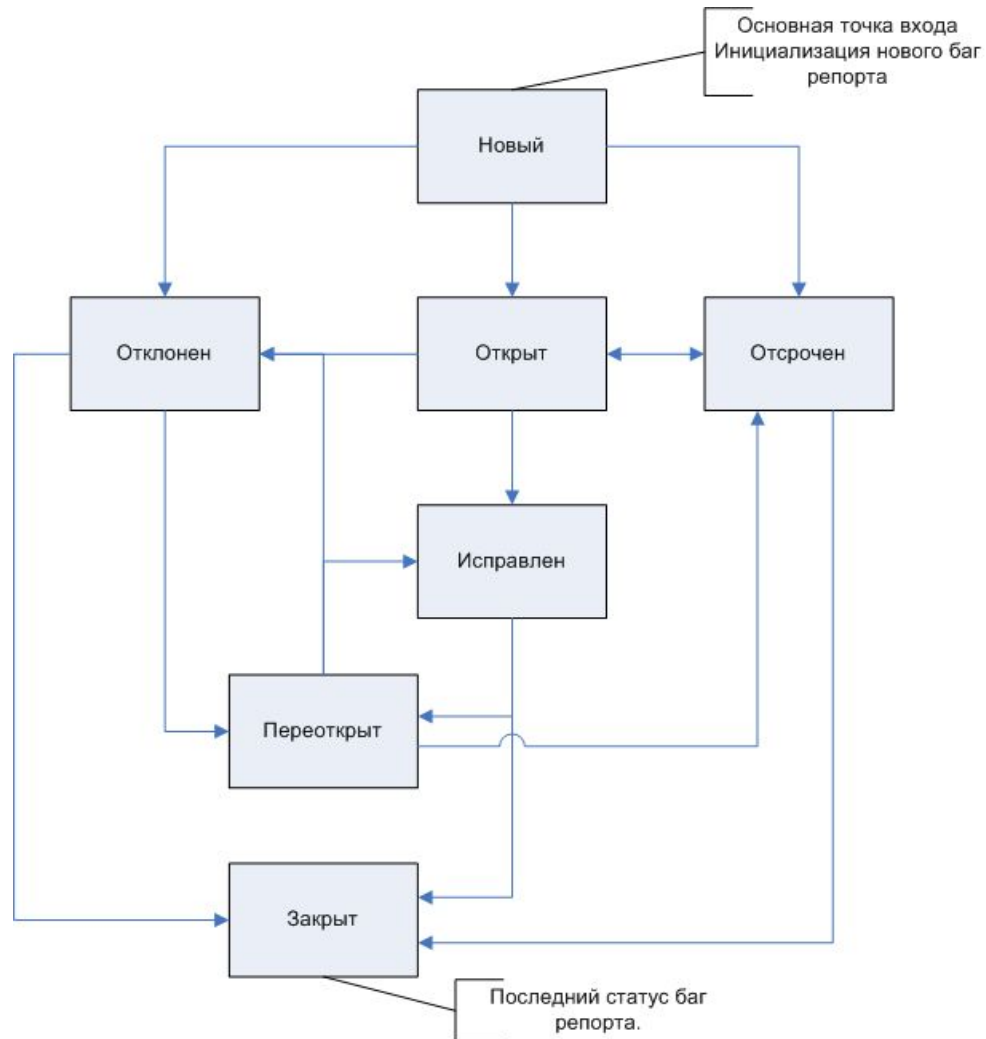 Основная точка входа
Инициализация нового баг
репорта
Новый
Отклонен
Открыт
Отсрочен
Исправлен
Переоткрыт
Закрыт
Последний статус баг
репорта.